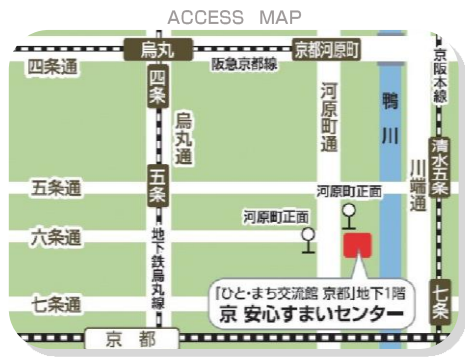 ACCESS MAP
烏丸
京都河原町
四条通
阪急京都線
京阪本線
四条
烏丸通
河原町通
鴨川
清水五条
川端通
五条
五条通
河原町正面
河原町正面
六条通
地下鉄烏丸線
「ひと・まち交流館 京都」地下1階
京 安心すまいセンター
七条
七条通
京都